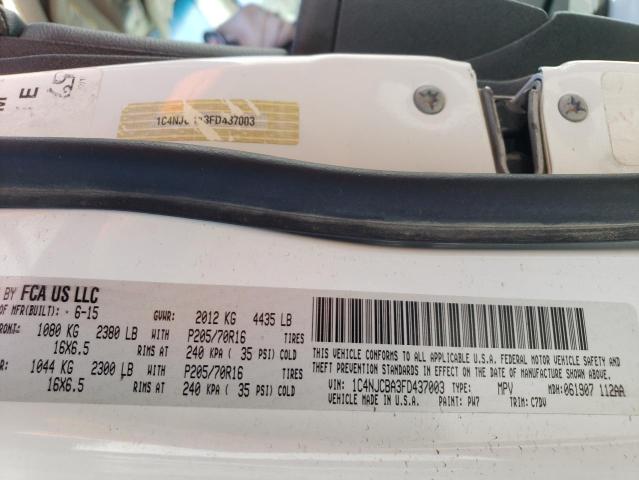 M E
1C4NJC 3FD437003
BY FCA US LLC
OF MFR(BUILT): 6-15 GVWR: 2012 KG 4435 LB
FRONT: 1080 KG 2380 LB WITH P205/70R16 TIRES
16X6.5 RIMS AT 240 KPA ( 35 PSI) COLD
R: 1044 KG 2300 LB WITH P205/70R16 TIRES
16X6.5 RIMS AT 240 KPA ( 35 PSI) COLD
THIS VEHICLE CONFORMS TO ALL APPLICABLE U.S.A. FEDERAL MOTOR VEHICLE SAFETY
AND THEFT PREVENTION STANDARDS IN EFFECT ON THE DATE OF MANUFACTURE SHOWN ABOVE.
VIN: 1C4NJCBA3FD437003 TYPE: MPV MDH: 061907 112AA
VEHICLE MADE IN U.S.A. PAINT: PW7 TRIM: C7DV